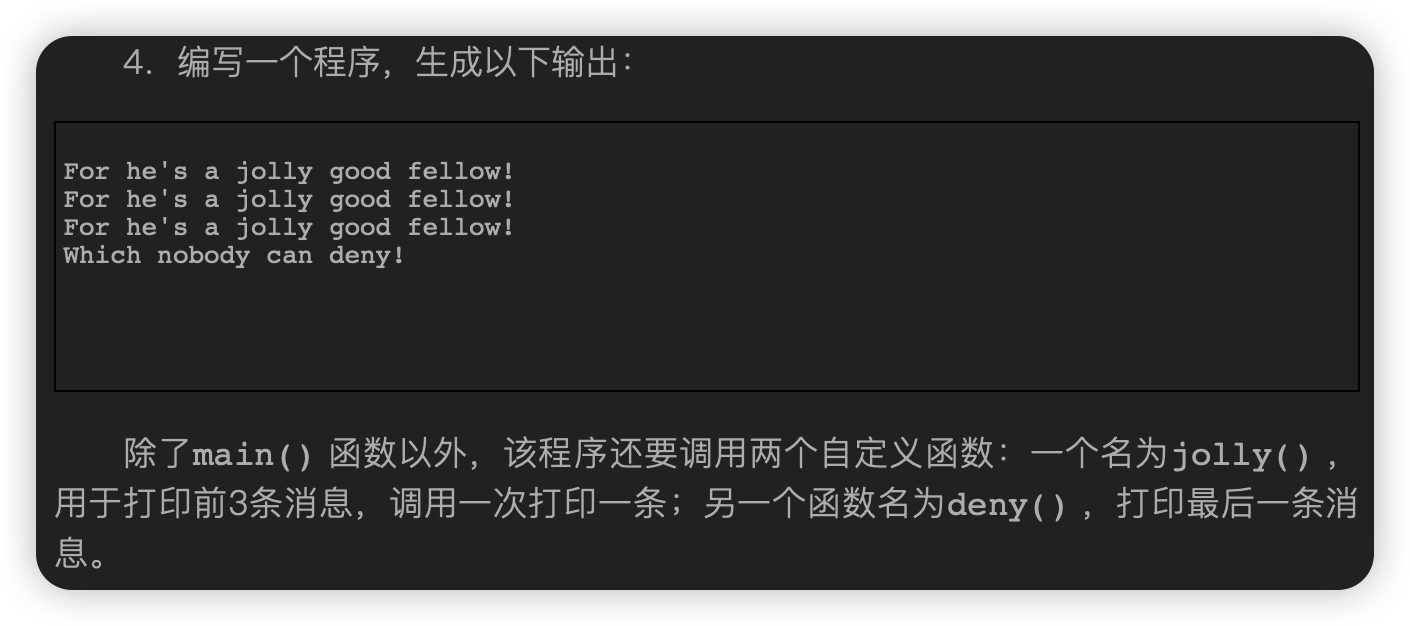 4. 编写一个程序，生成以下输出：
For he's a jolly good fellow!
For he's a jolly good fellow!
For he's a jolly good fellow!
Which nobody can deny!
除了main() 函数以外，该程序还要调用两个自定义函数：一个名为jolly() ，
用于打印前3条消息，调用一次打印一条；另一个函数名为deny() ，打印最后一条消
息。